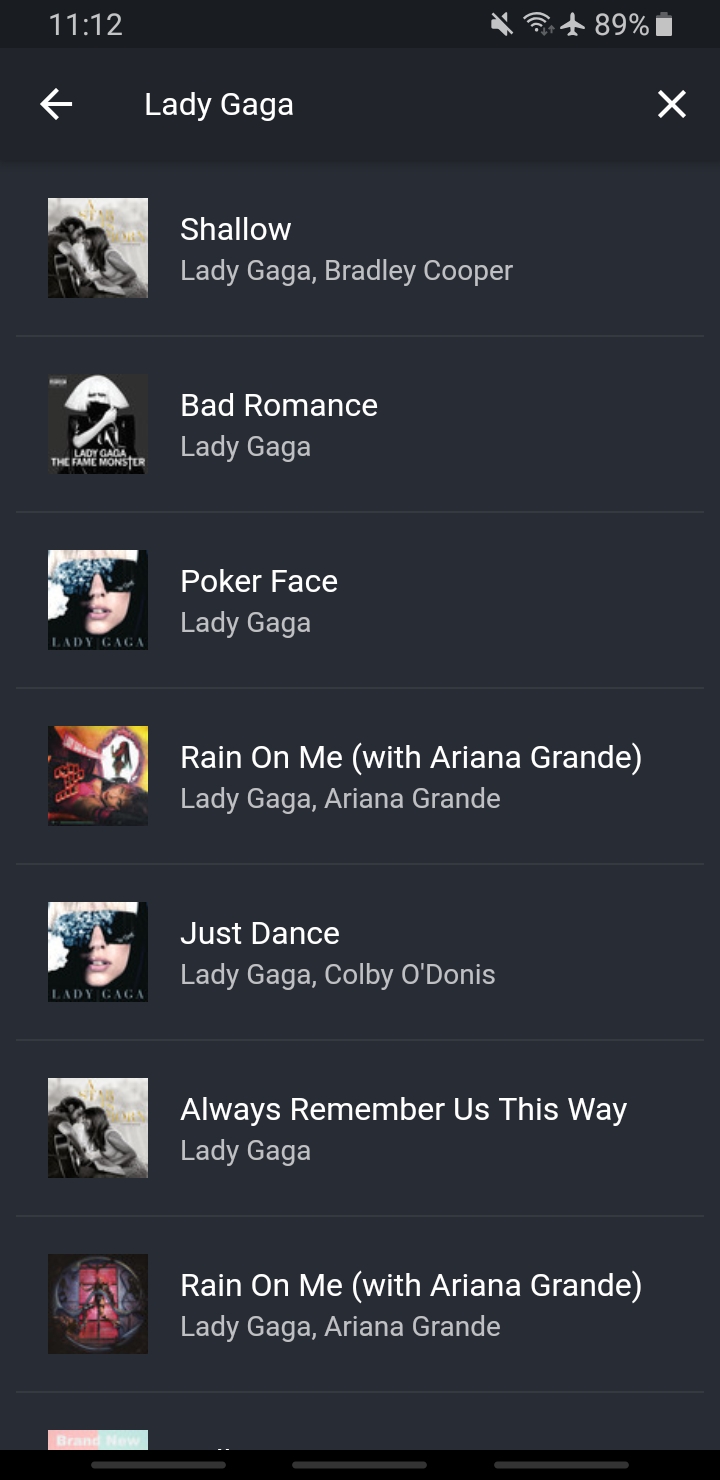 11:12
89%
Lady Gaga
Shallow
Lady Gaga, Bradley Cooper
LADY GAGA
THE FAME MONSTER
Bad Romance
Lady Gaga
LADY GAGA
Poker Face
Lady Gaga
Rain On Me (with Ariana Grande)
Lady Gaga, Ariana Grande
LADY GAGA
Just Dance
Lady Gaga, Colby O'Donis
Always Remember Us This Way
Lady Gaga
Rain On Me (with Ariana Grande)
Lady Gaga, Ariana Grande
Brand New